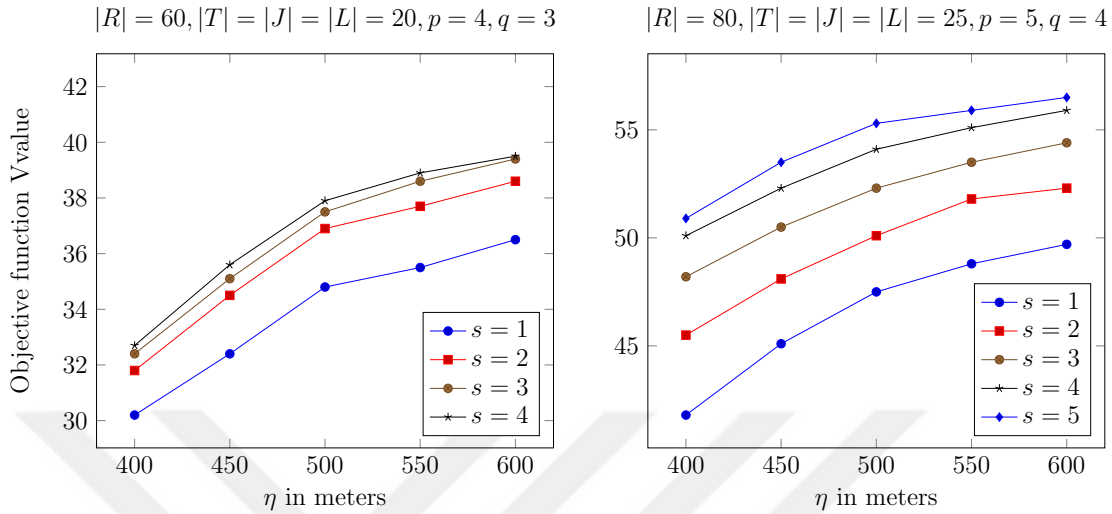 |R| = 60, |T| = |J| = |L| = 20, p = 4, q = 3
Objective function Vvalue
42
40
38
36
34
32
30
400 450 500 550 600
η in meters
s = 1
s = 2
s = 3
s = 4
|R| = 80, |T| = |J| = |L| = 25, p = 5, q = 4
55
50
45
400 450 500 550 600
η in meters
s = 1
s = 2
s = 3
s = 4
s = 5